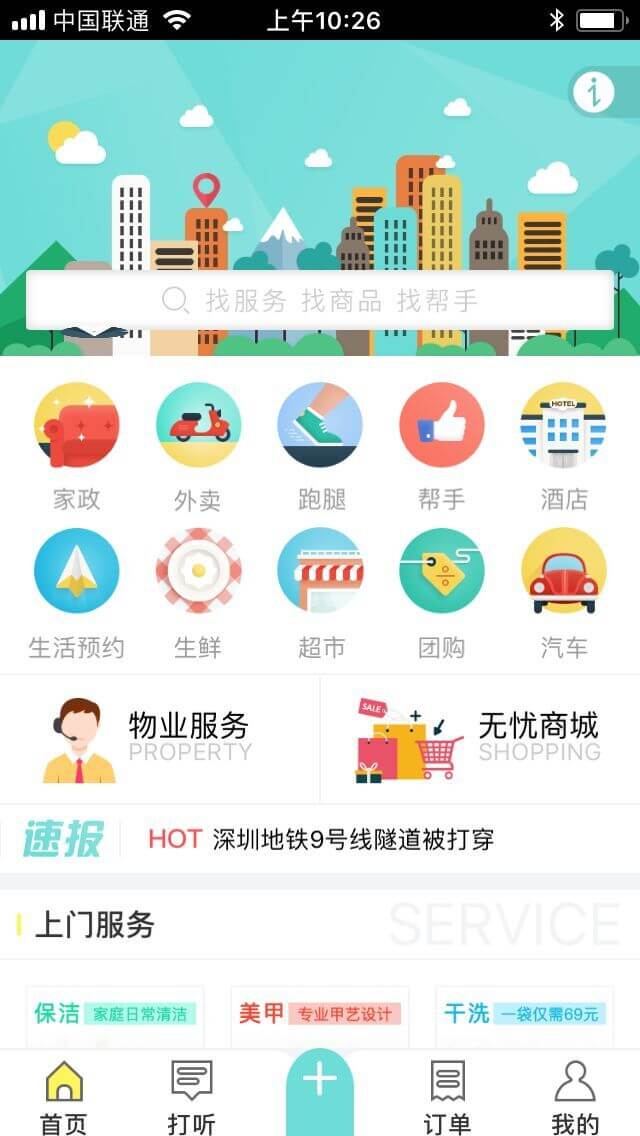 中国联通 上午10:26
找服务 找商品 找帮手
HOTEL
家政 外卖 跑腿 帮手 酒店
生活预约 生鲜 超市 团购 汽车
物业服务
PROPERTY
SALE
无忧商城
SHOPPING
速报 HOT 深圳地铁9号线隧道被打穿
上门服务 SERVICE
保洁 家庭日常清洁 美甲 专业甲艺设计 干洗 一袋仅需69元
首页 打听 订单 我的